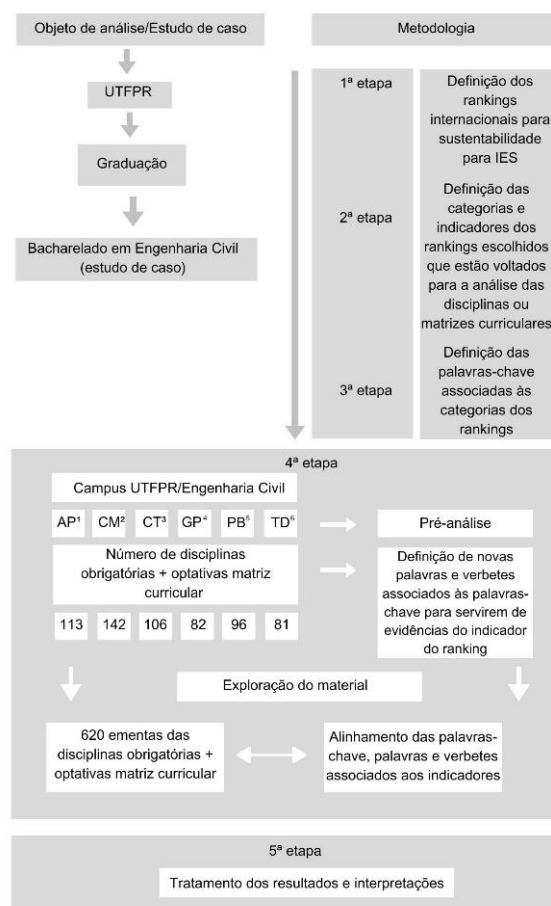 Objeto de análise/Estudo de caso
UTFPR
Graduação
Bacharelado em Engenharia Civil
(estudo de caso)
Metodologia
1ª etapa
Definição dos
rankings
internacionais para
sustentabilidade
para IES
2ª etapa
Definição das
categorias e
indicadores dos
rankings escolhidos
que estão voltados
para a análise das
disciplinas ou
matrizes curriculares
3ª etapa
Definição das
palavras-chave
associadas às
categorias dos
rankings
4ª etapa
Campus UTFPR/Engenharia Civil
AP¹ CM² CT³ GP⁴ PB⁵ TD⁶
Pré-análise
Número de disciplinas
obrigatórias + optativas matriz
curricular
113 142 106 82 96 81
Definição de novas
palavras e verbetes
associados às palavras-
chave para servirem de
evidências do indicador
do ranking
Exploração do material
620 ementas das
disciplinas obrigatórias +
optativas matriz curricular
Alinhamento das palavras-
chave, palavras e verbetes
associados aos indicadores
5ª etapa
Tratamento dos resultados e interpretações